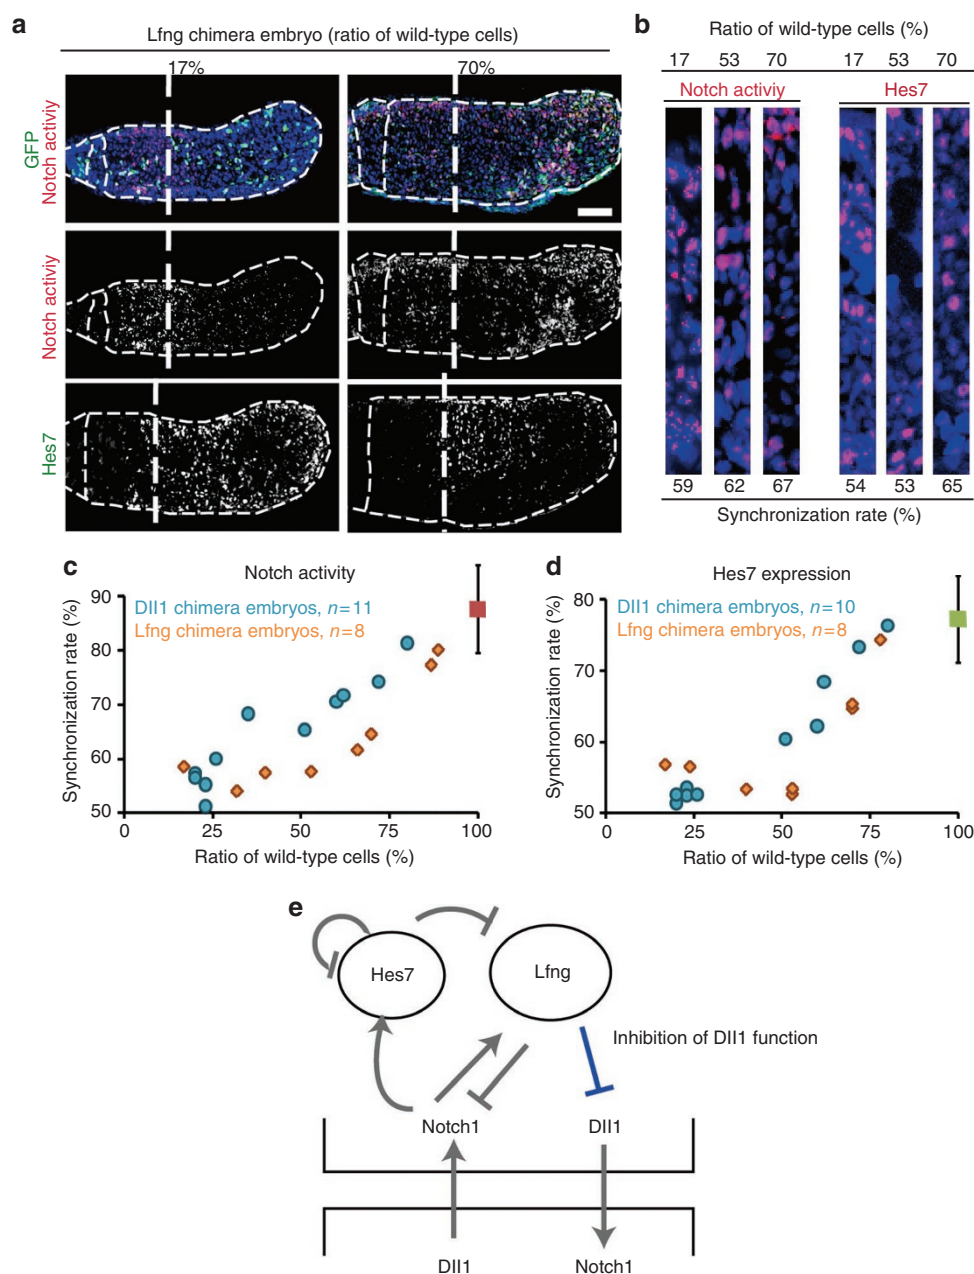 a
Lfng chimera embryo (ratio of wild-type cells)
17%
70%
GFP
Notch activiy
Notch activiy
Hes7
b
Ratio of wild-type cells (%)
17 53 70 17 53 70
Notch activiy
Hes7
59 62 67 54 53 65
Synchronization rate (%)
c
Notch activity
Dll1 chimera embryos, n=11
Lfng chimera embryos, n=8
Synchronization rate (%)
90
80
70
60
50
0 25 50 75 100
Ratio of wild-type cells (%)
d
Hes7 expression
Dll1 chimera embryos, n=10
Lfng chimera embryos, n=8
Synchronization rate (%)
80
70
60
50
0 25 50 75 100
Ratio of wild-type cells (%)
e
Hes7
Lfng
Inhibition of Dll1 function
Notch1
Dll1
Dll1
Notch1